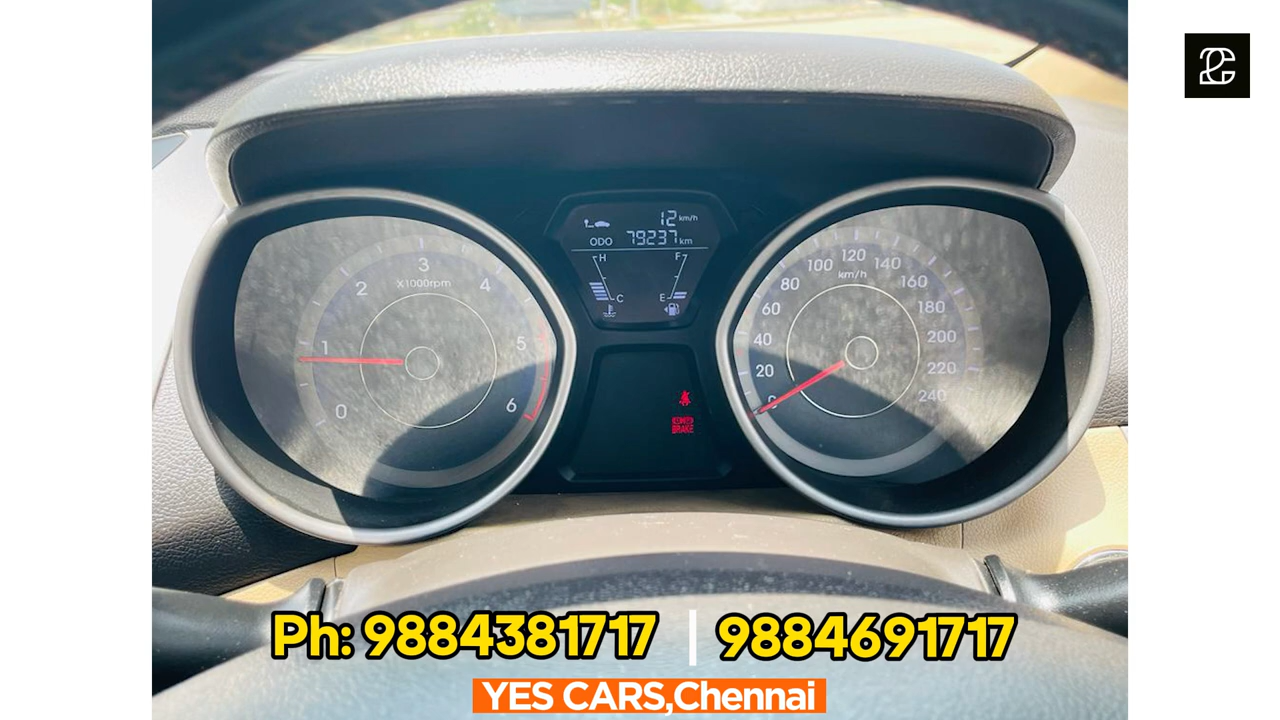 12 km/h
ODO 79237 km
H
F
C
E
0
1
2
3
4
5
6
X1000rpm
0
20
40
60
80
100
120
140
160
180
200
220
240
km/h
BRAKE
Ph: 9884381717 | 9884691717
YES CARS,Chennai